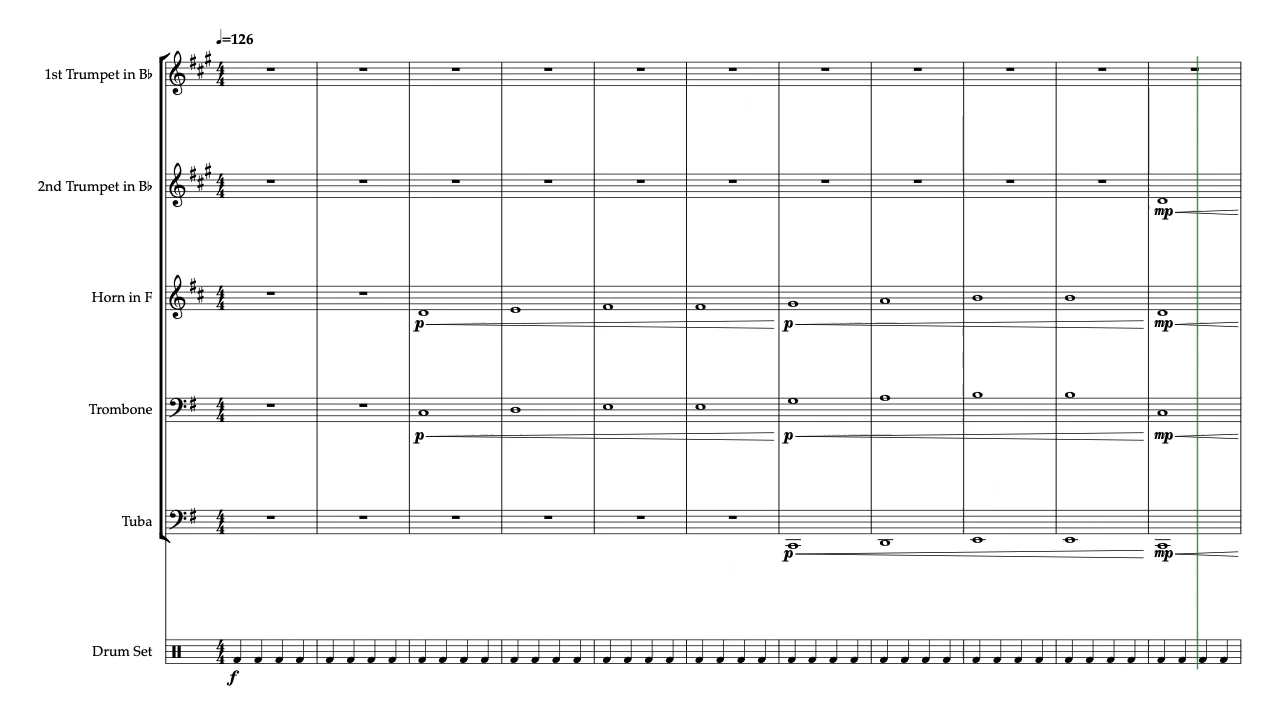 ♩=126
1st Trumpet in B♭
2nd Trumpet in B♭
mp
Horn in F
p p mp
Trombone
p p mp
Tuba
p mp
Drum Set
f